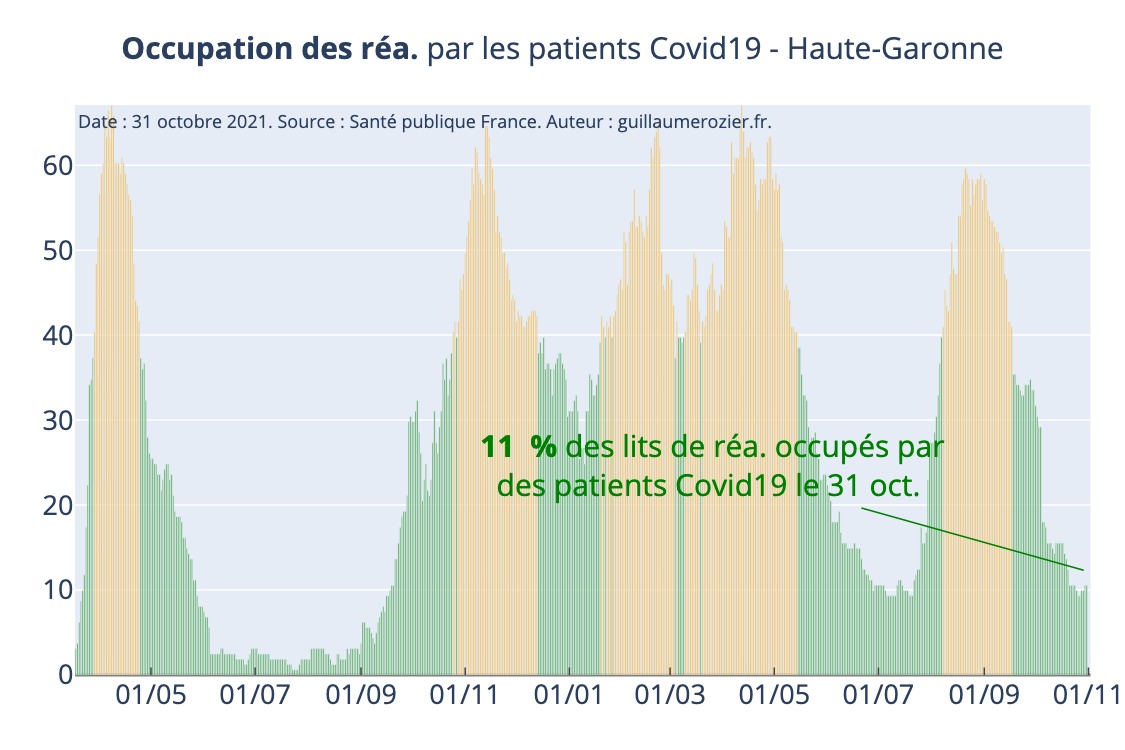 Occupation des réa. par les patients Covid19 - Haute-Garonne
Date : 31 octobre 2021. Source : Santé publique France. Auteur : guillaumerozier.fr.
60
50
40
30
20
10
0
11 % des lits de réa. occupés par
des patients Covid19 le 31 oct.
01/05 01/07 01/09 01/11 01/01 01/03 01/05 01/07 01/09 01/11